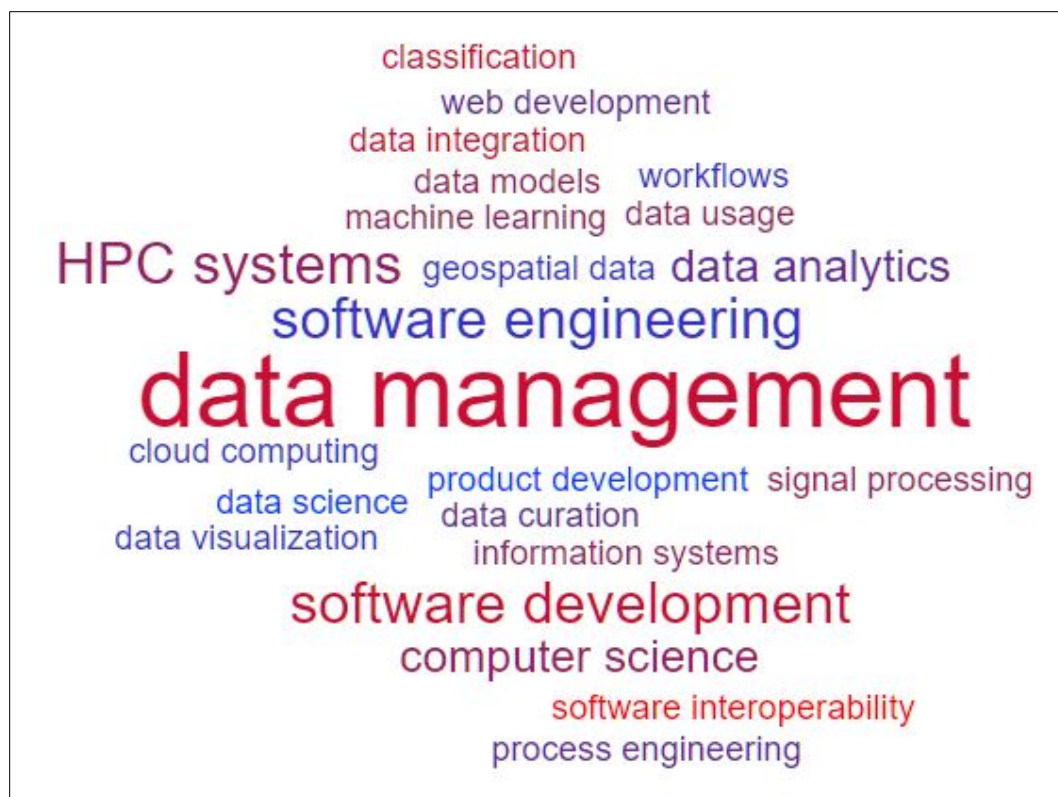 classification
web development
data integration
data models workflows
machine learning data usage
HPC systems geospatial data data analytics
software engineering
data management
cloud computing
product development signal processing
data science data curation
data visualization information systems
software development
computer science
software interoperability
process engineering